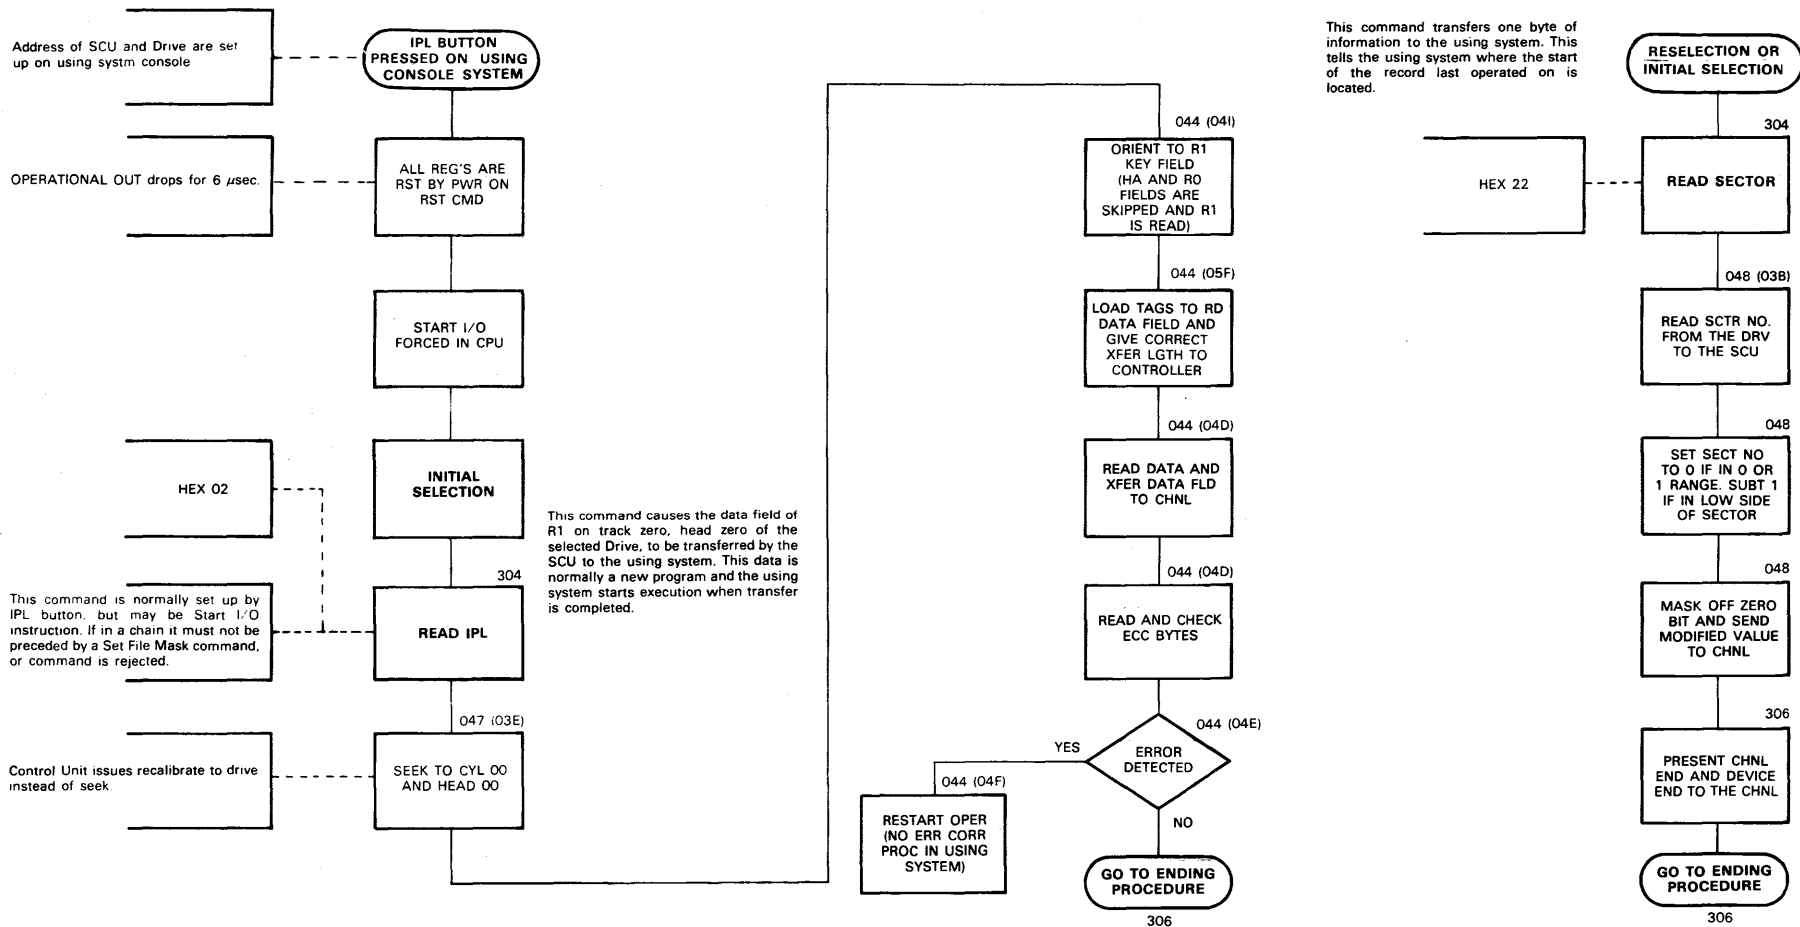 Address of SCU and Drive are set
up on using systm console
IPL BUTTON
PRESSED ON USING
CONSOLE SYSTEM
OPERATIONAL OUT drops for 6 µsec.
ALL REG'S ARE
RST BY PWR ON
RST CMD
START I/O
FORCED IN CPU
HEX 02
INITIAL
SELECTION
304
This command is normally set up by
IPL button, but may be Start I/O
instruction. If in a chain it must not be
preceded by a Set File Mask command,
or command is rejected.
READ IPL
047 (03E)
Control Unit issues recalibrate to drive
instead of seek
SEEK TO CYL 00
AND HEAD 00
This command causes the data field of
R1 on track zero, head zero of the
selected Drive, to be transferred by the
SCU to the using system. This data is
normally a new program and the using
system starts execution when transfer
is completed.
044 (04I)
ORIENT TO R1
KEY FIELD
(HA AND R0
FIELDS ARE
SKIPPED AND R1
IS READ)
044 (05F)
LOAD TAGS TO RD
DATA FIELD AND
GIVE CORRECT
XFER LGTH TO
CONTROLLER
044 (04D)
READ DATA AND
XFER DATA FLD
TO CHNL
044 (04D)
READ AND CHECK
ECC BYTES
044 (04E)
ERROR
DETECTED
YES
044 (04F)
RESTART OPER
(NO ERR CORR
PROC IN USING
SYSTEM)
NO
GO TO ENDING
PROCEDURE
306
This command transfers one byte of
information to the using system. This
tells the using system where the start
of the record last operated on is
located.
RESELECTION OR
INITIAL SELECTION
304
HEX 22
READ SECTOR
048 (03B)
READ SCTR NO.
FROM THE DRV
TO THE SCU
048
SET SECT NO
TO 0 IF IN 0 OR
1 RANGE. SUBT 1
IF IN LOW SIDE
OF SECTOR
048
MASK OFF ZERO
BIT AND SEND
MODIFIED VALUE
TO CHNL
306
PRESENT CHNL
END AND DEVICE
END TO THE CHNL
GO TO ENDING
PROCEDURE
306